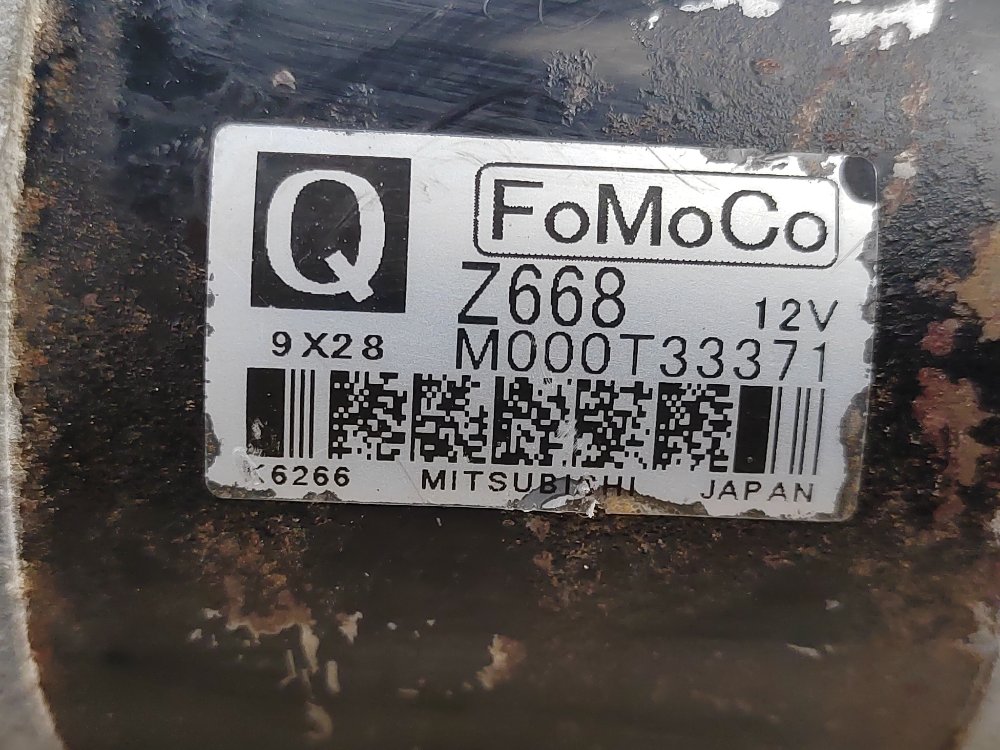 Q
FoMoCo
Z668
12V
9X28
M000T33371
K6266 MITSUBISHI JAPAN